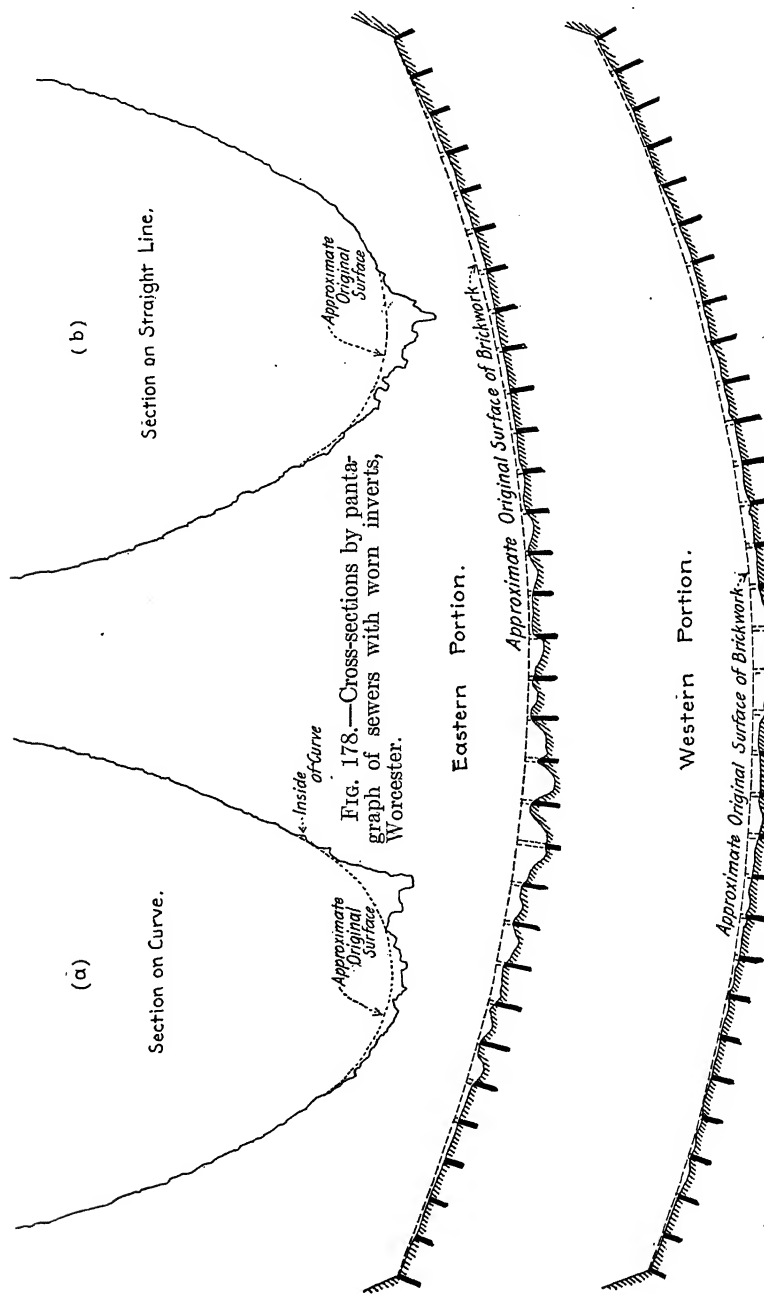 (a)
Section on Curve.
Approximate
Original
Surface
Inside
of Curve
(b)
Section on Straight Line.
Approximate
Original
Surface
FIG. 178.—Cross-sections by panta-
graph of sewers with worn inverts,
Worcester.
Eastern Portion.
Approximate Original Surface of Brickwork
Western Portion.
Approximate Original Surface of Brickwork